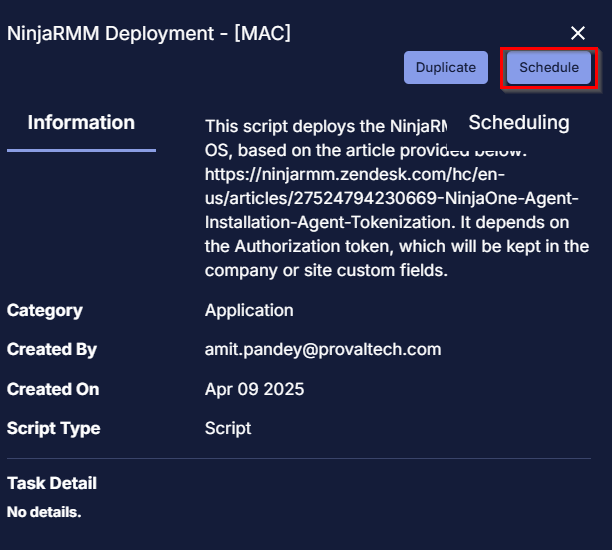 NinjaRMM Deployment - [MAC]
Duplicate
Schedule
Information
Scheduling
This script deploys the NinjaRM
OS, based on the article provided below:
https://ninjarmm.zendesk.com/hc/en-
us/articles/27524794230669-NinjaOne-Agent-
Installation-Agent-Tokenization. It depends on
the Authorization token, which will be kept in the
company or site custom fields.
Category Application
Created By amit.pandey@provaltech.com
Created On Apr 09 2025
Script Type Script
Task Detail
No details.